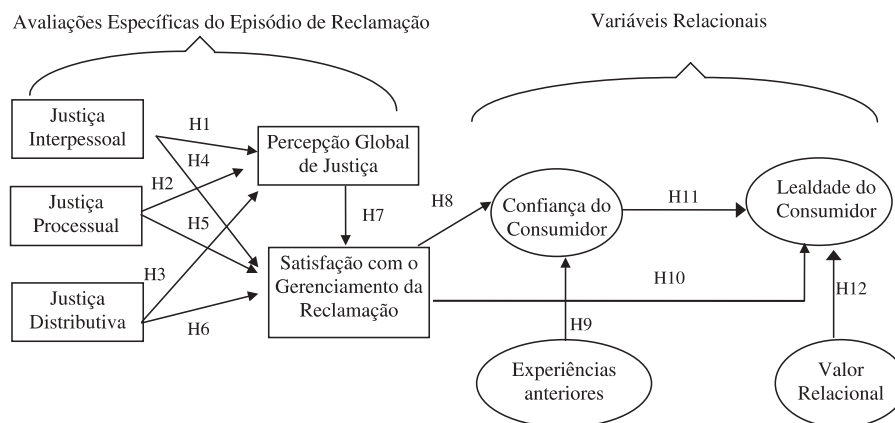 Avaliações Específicas do Episódio de Reclamação
Variáveis Relacionais
Justiça
Interpessoal
H1
H4
Percepção Global
de Justiça
H2
Justiça
Processual
H5
H7
H8
Confiança do
Consumidor
H11
Lealdade do
Consumidor
H3
Satisfação com o
Gerenciamento da
Reclamação
H10
Justiça
Distributiva
H6
H9
H12
Experiências
anteriores
Valor
Relacional